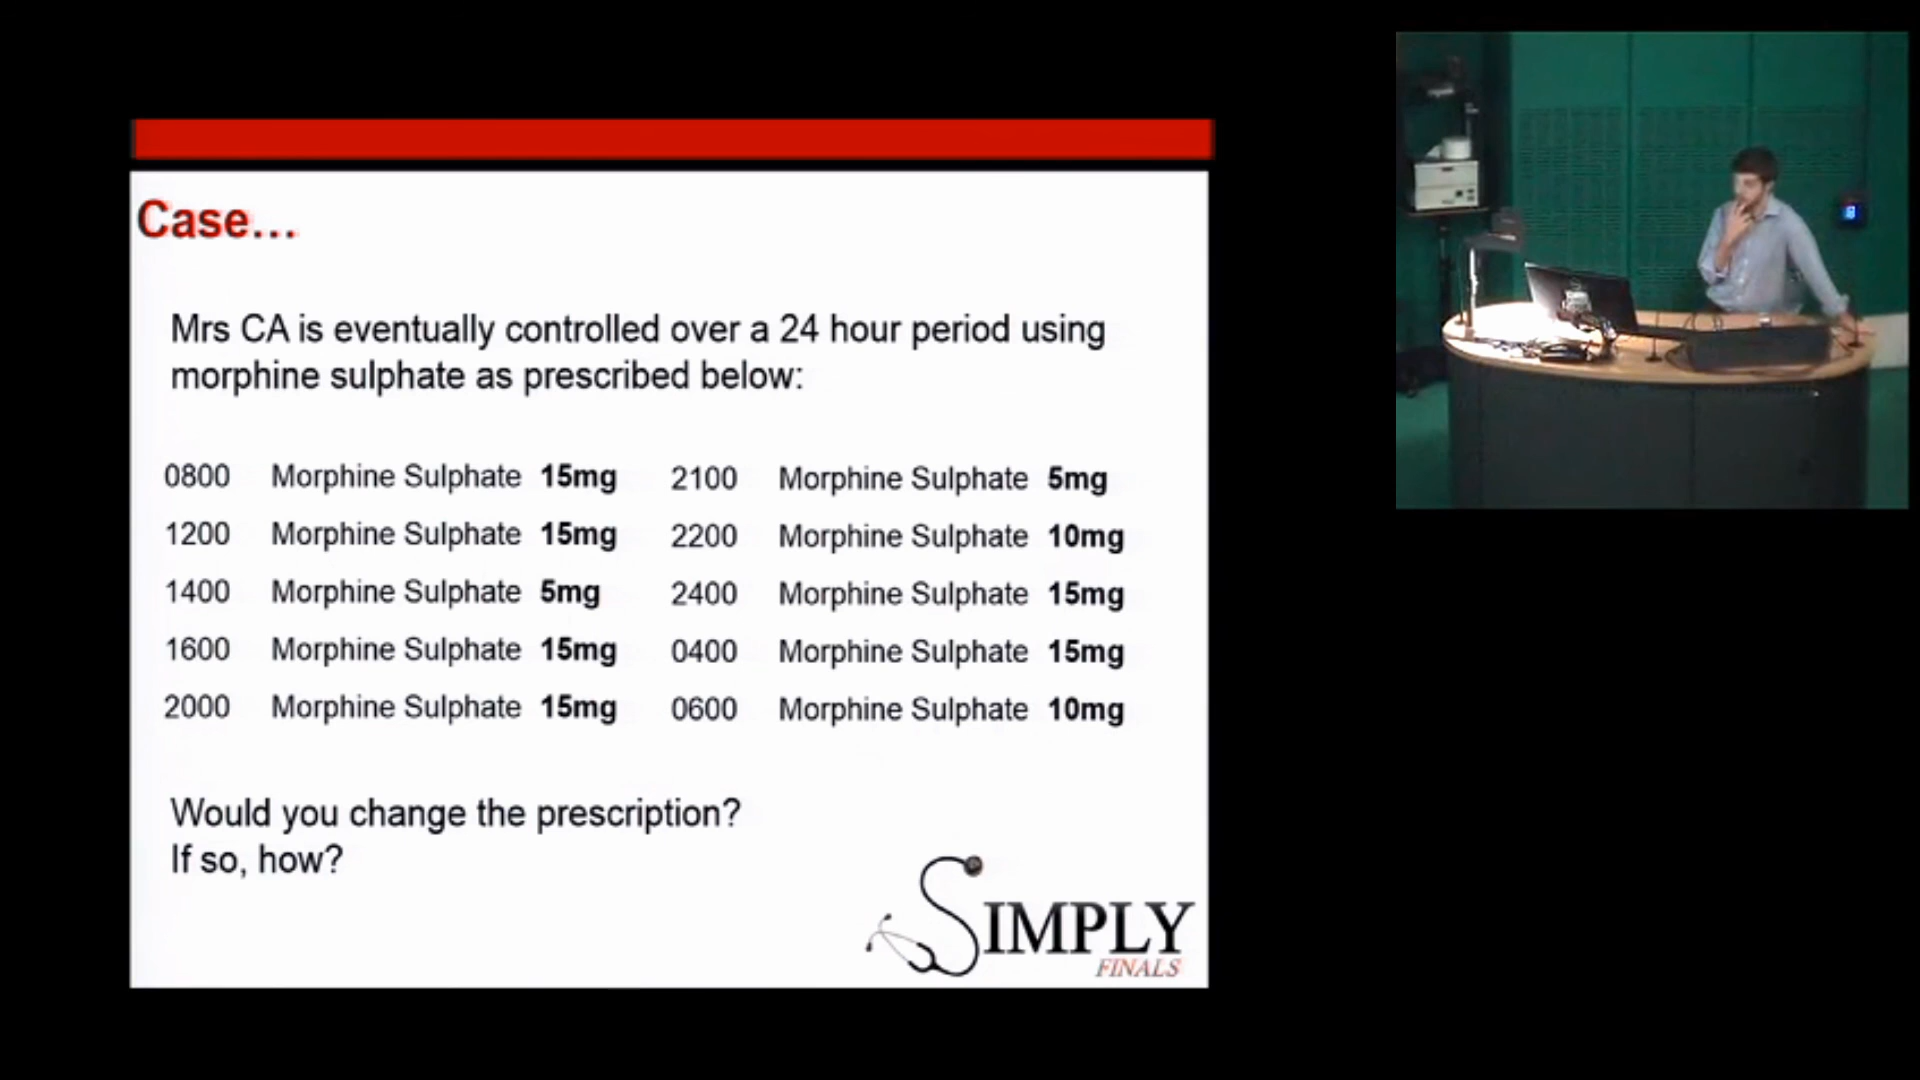 Case...
Mrs CA is eventually controlled over a 24 hour period using
morphine sulphate as prescribed below:
0800 Morphine Sulphate 15mg
1200 Morphine Sulphate 15mg
1400 Morphine Sulphate 5mg
1600 Morphine Sulphate 15mg
2000 Morphine Sulphate 15mg
2100 Morphine Sulphate 5mg
2200 Morphine Sulphate 10mg
2400 Morphine Sulphate 15mg
0400 Morphine Sulphate 15mg
0600 Morphine Sulphate 10mg
Would you change the prescription?
If so, how?
SIMPLY
FINALS